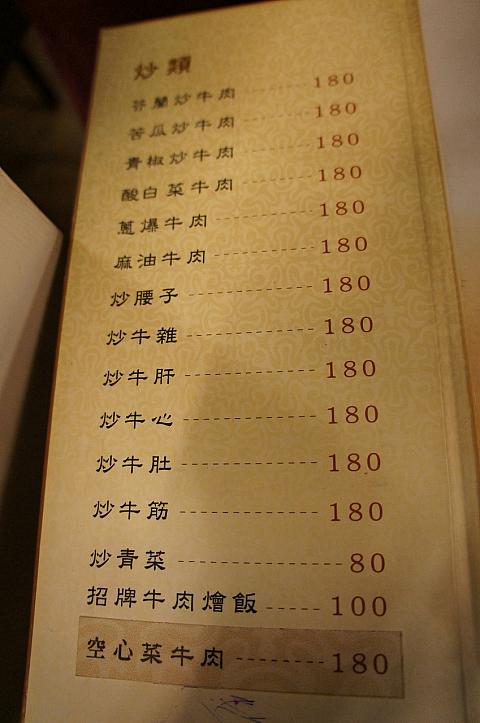 炒類
芥蘭炒牛肉 180
苦瓜炒牛肉 180
青椒炒牛肉 180
酸白菜牛肉 180
蔥爆牛肉 180
麻油牛肉 180
炒腰子 180
炒牛雜 180
炒牛肝 180
炒牛心 180
炒牛肚 180
炒牛筋 180
炒青菜 80
招牌牛肉燴飯 100
空心菜牛肉 180